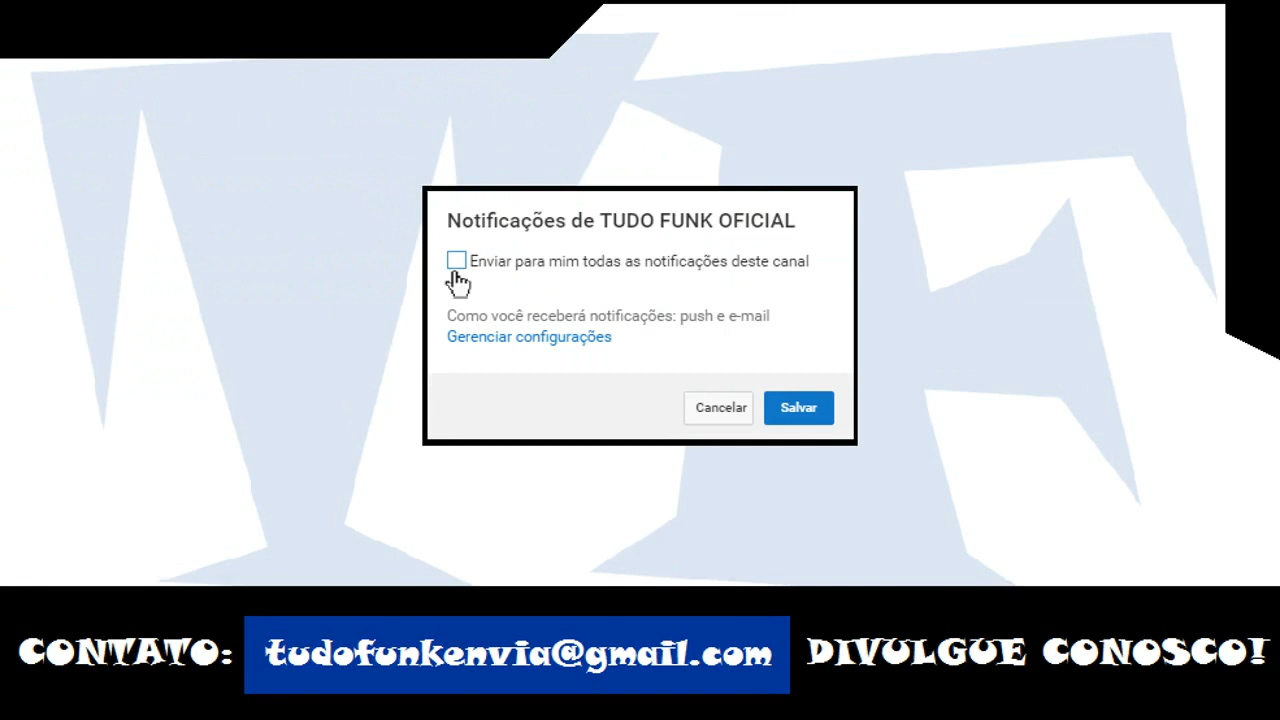 Notificações de TUDO FUNK OFICIAL
Enviar para mim todas as notificações deste canal
Como você receberá notificações: push e e-mail
Gerenciar configurações
Cancelar Salvar
CONTATO: tudofunkenvia@gmail.com DIVULGUE CONOSCO!